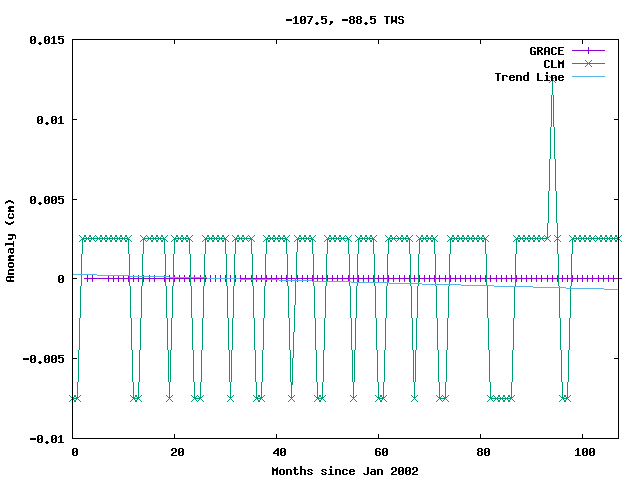 -107.5, -88.5 TWS
GRACE
CLM
Trend Line
0.015
0.01
0.005
0
-0.005
-0.01
Anomaly (cm)
0 20 40 60 80 100
Months since Jan 2002